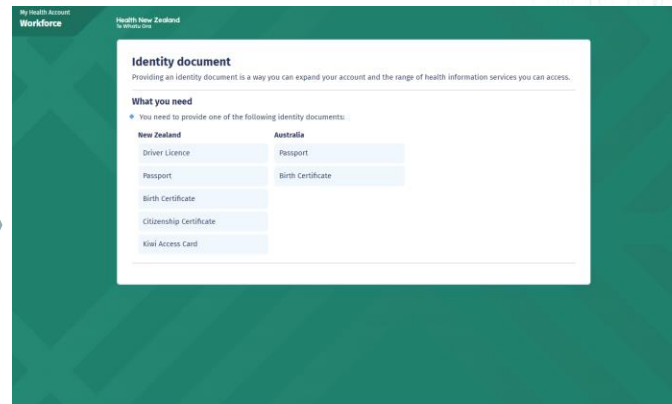 My Health Account
Workforce
Health New Zealand
Te Whatu Ora
Identity document
Providing an identity document is a way you can expand your account and the range of health information services you can access.
What you need
You need to provide one of the following identity documents:
New Zealand
Driver Licence
Passport
Birth Certificate
Citizenship Certificate
Kiwi Access Card
Australia
Passport
Birth Certificate